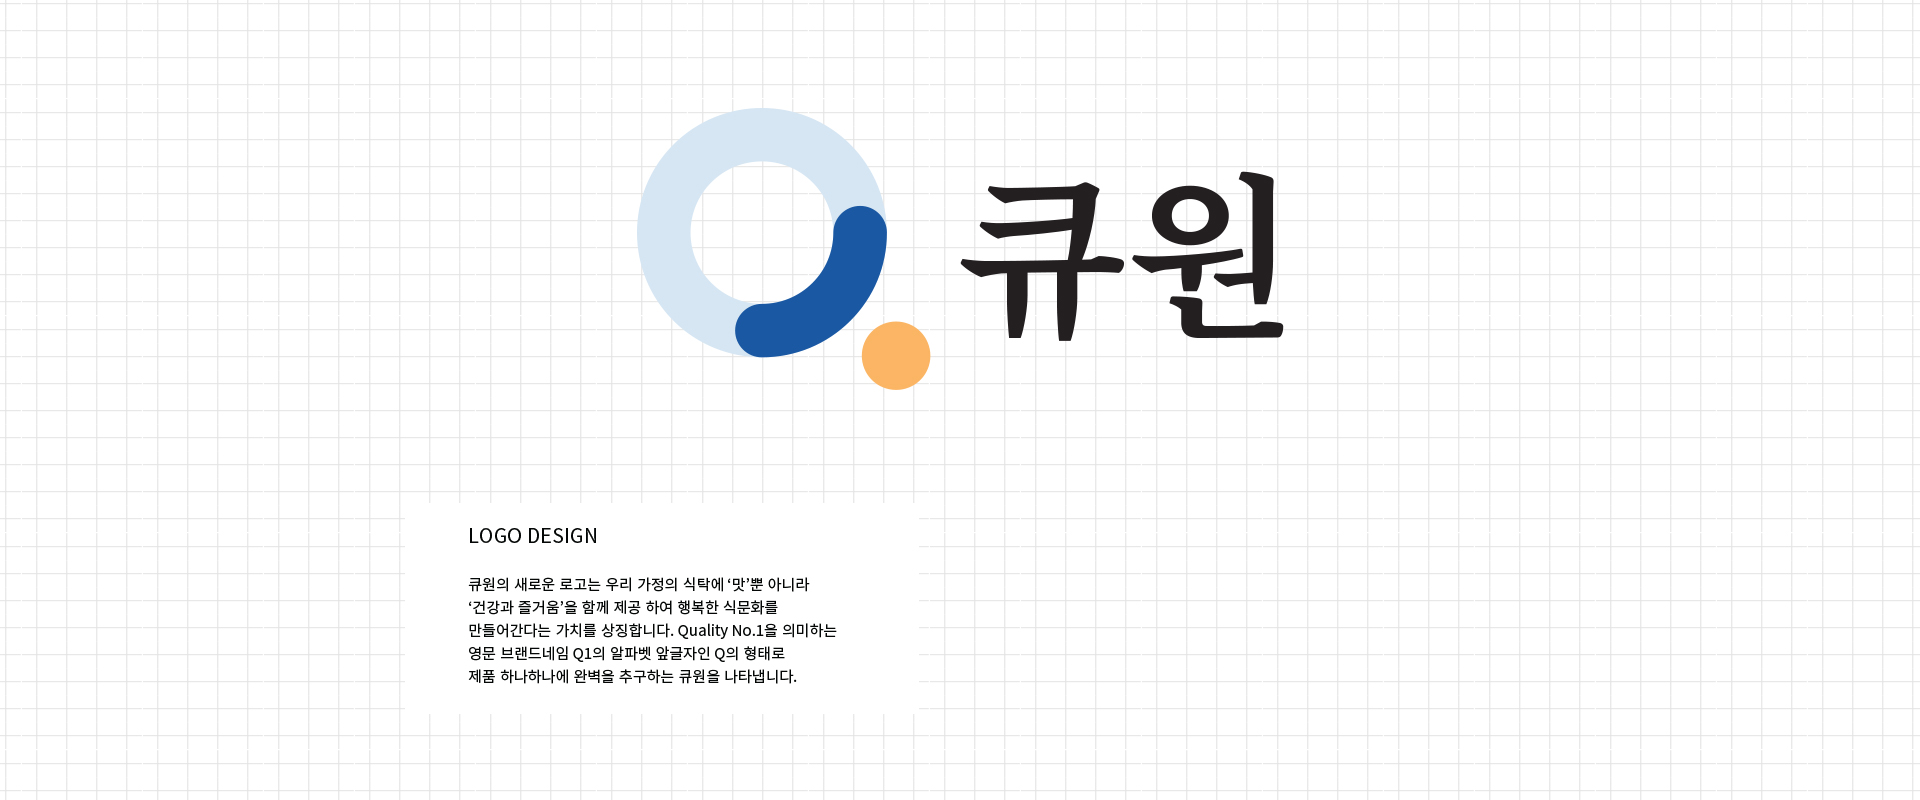 큐원
LOGO DESIGN
큐원의 새로운 로고는 우리 가정의 식탁에 ‘맛’뿐 아니라
‘건강과 즐거움’을 함께 제공 하여 행복한 식문화를
만들어간다는 가치를 상징합니다. Quality No.1을 의미하는
영문 브랜드네임 Q1의 알파벳 앞글자인 Q의 형태로
제품 하나하나에 완벽을 추구하는 큐원을 나타냅니다.